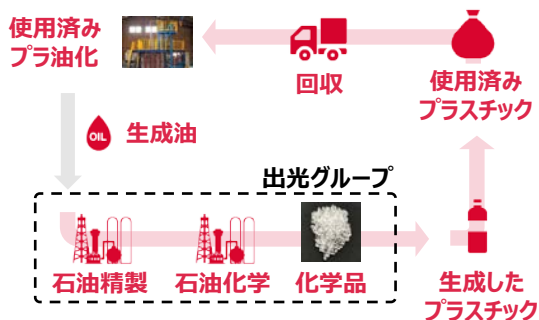 使用済み
プラ油化
回収
使用済み
プラスチック
OIL
生成油
出光グループ
石油精製
石油化学
化学品
生成した
プラスチック